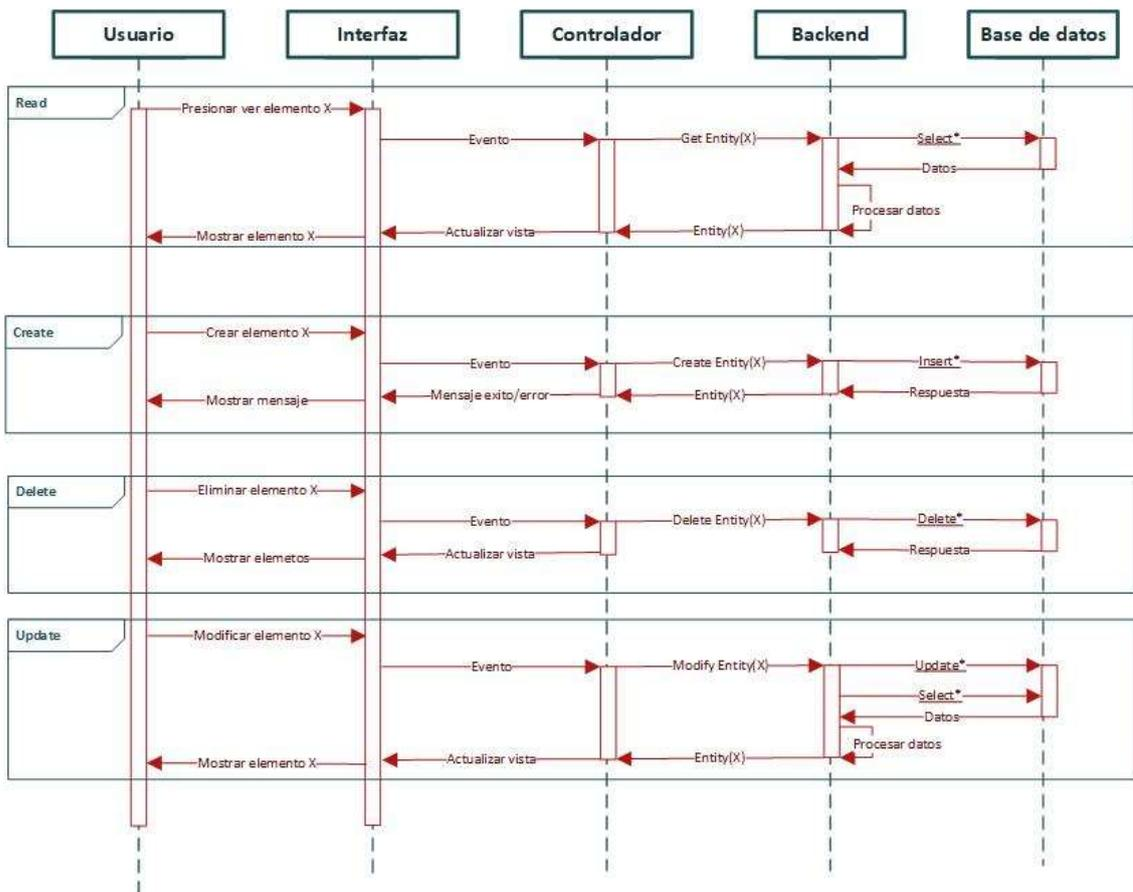 Usuario
Interfaz
Controlador
Backend
Base de datos
Read
Presionar ver elemento X
Evento
Get Entity(X)
Select*
Datos
Procesar datos
Entity(X)
Actualizar vista
Mostrar elemento X
Create
Crear elemento X
Evento
Create Entity(X)
Insert*
Respuesta
Entity(X)
Mensaje exito/error
Mostrar mensaje
Delete
Eliminar elemento X
Evento
Delete Entity(X)
Delete*
Respuesta
Actualizar vista
Mostrar elemetos
Update
Modificar elemento X
Evento
Modify Entity(X)
Update*
Select*
Datos
Procesar datos
Entity(X)
Actualizar vista
Mostrar elemento X